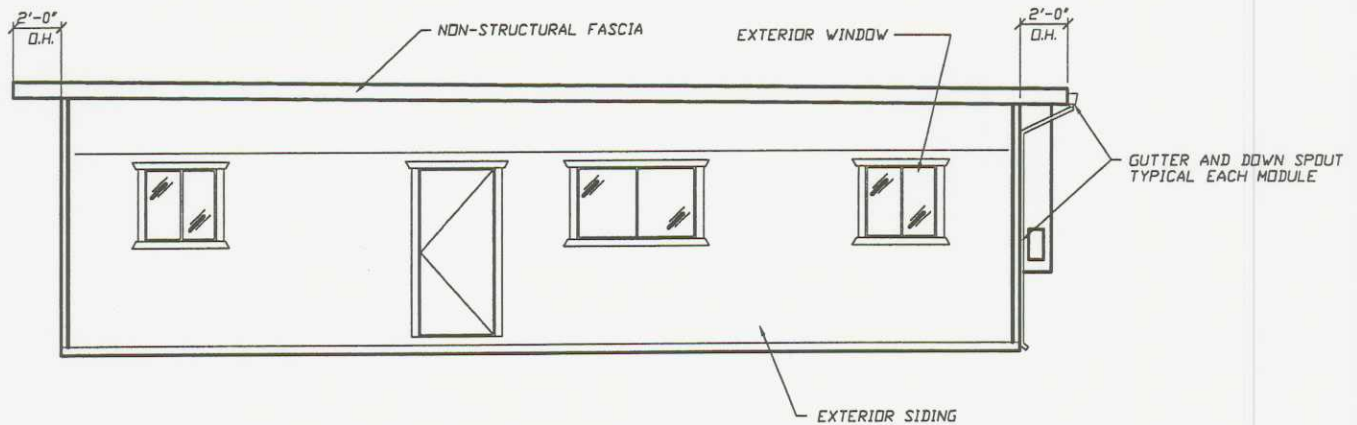 2'-0"
O.H.
NON-STRUCTURAL FASCIA
EXTERIOR WINDOW
2'-0"
O.H.
GUTTER AND DOWN SPOUT
TYPICAL EACH MODULE
EXTERIOR SIDING